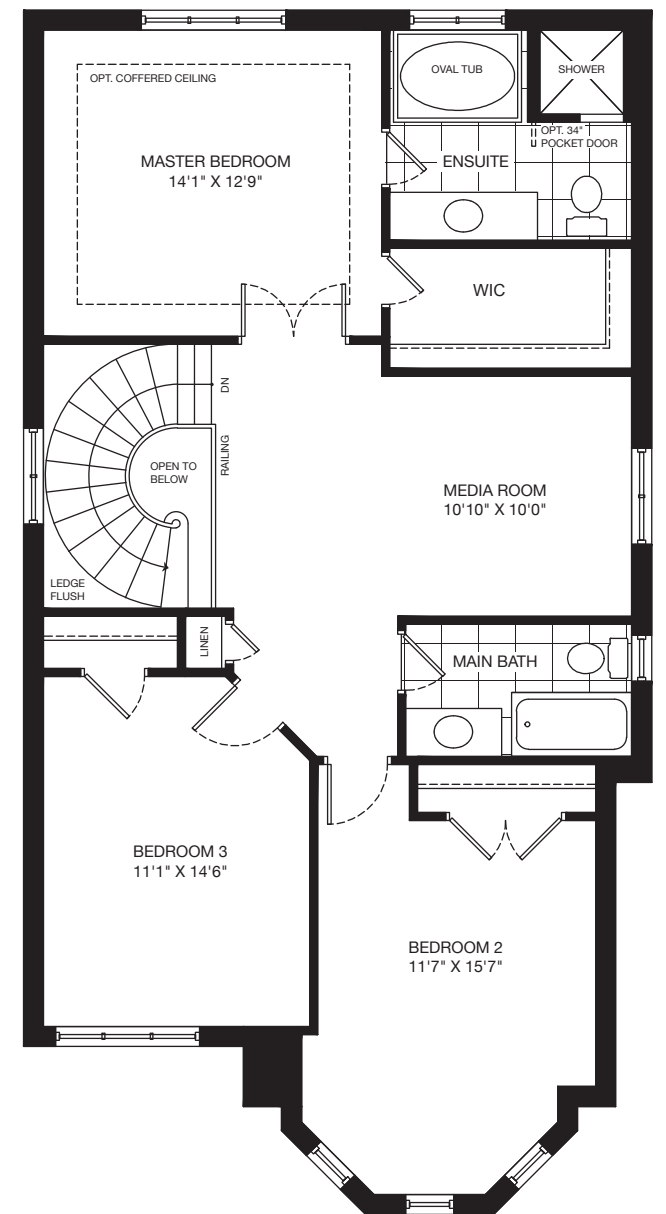 OPT. COFFERED CEILING
MASTER BEDROOM
14'1" X 12'9"
OVAL TUB
SHOWER
OPT. 34"
POCKET DOOR
ENSUITE
WIC
DN
RAILING
OPEN TO
BELOW
LEDGE
FLUSH
MEDIA ROOM
10'10" X 10'0"
LINEN
MAIN BATH
BEDROOM 3
11'1" X 14'6"
BEDROOM 2
11'7" X 15'7"